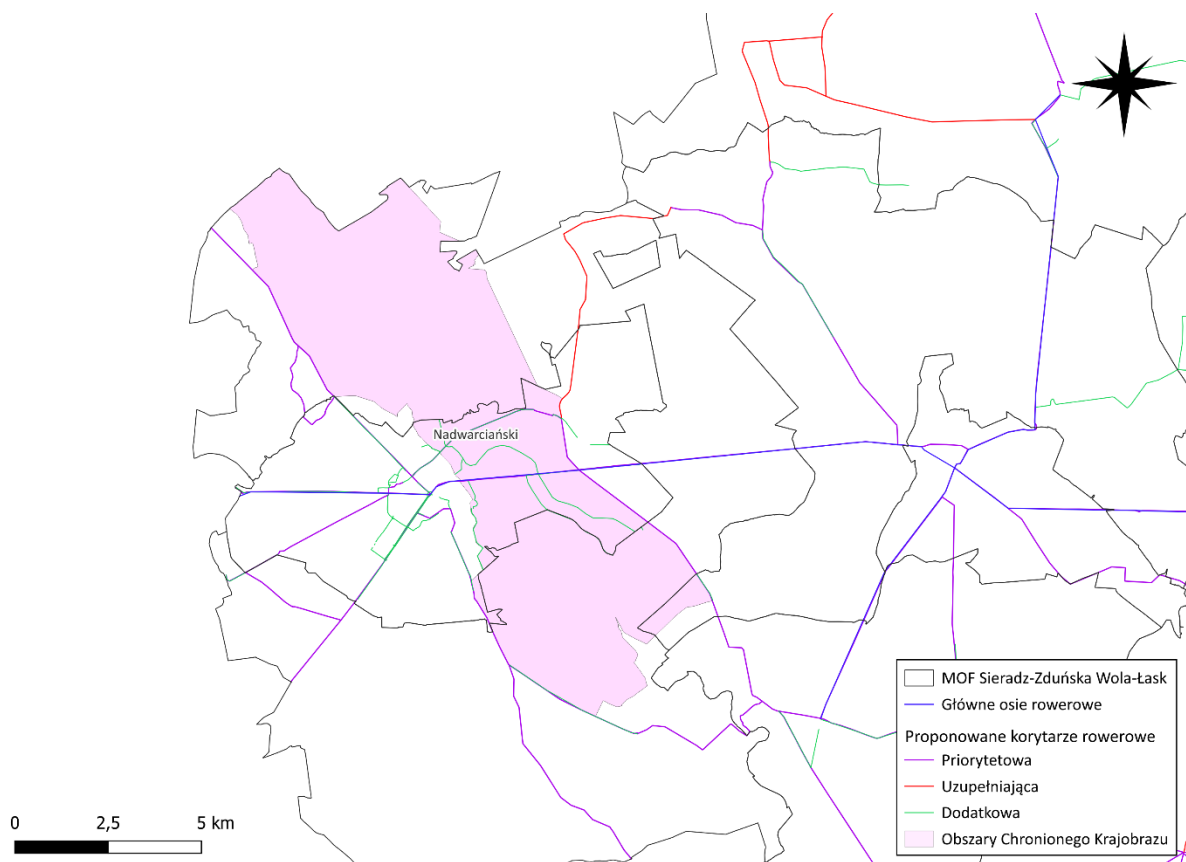 Nadwarciański
MOF Sieradz-Zduńska Wola-Łask
Główne osie rowerowe
Proponowane korytarze rowerowe
Priorytetowa
Uzupełniająca
Dodatkowa
Obszary Chronionego Krajobrazu
0 2,5 5 km